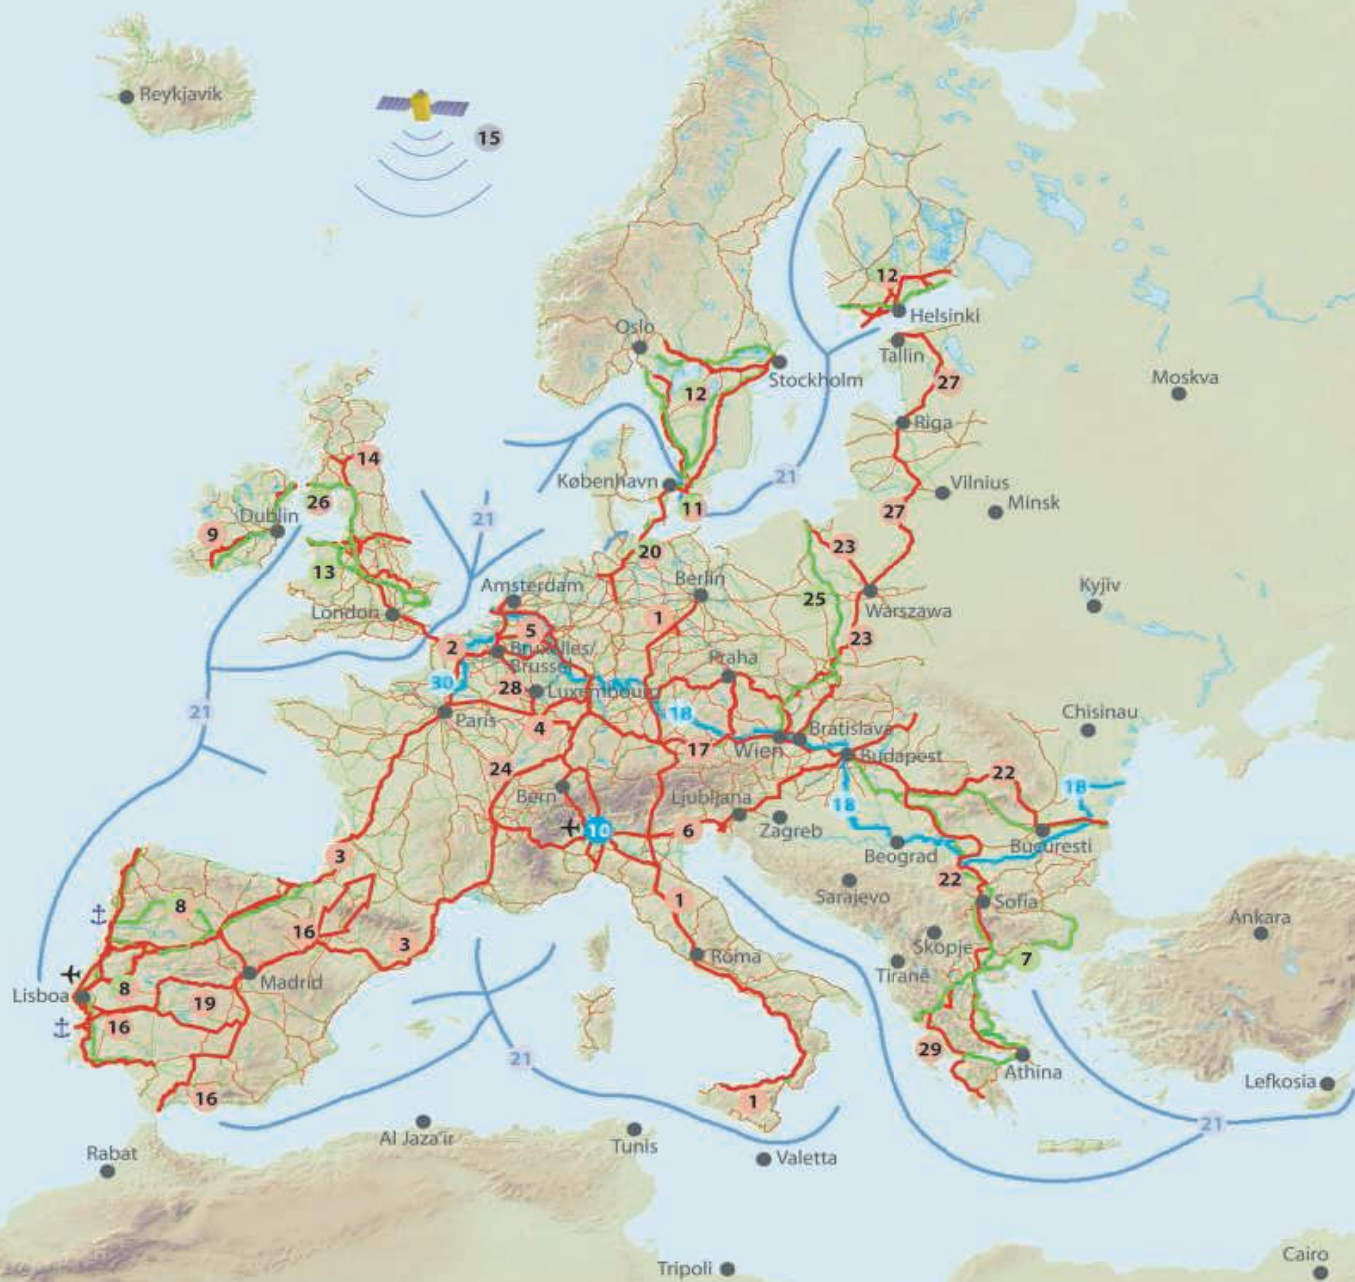 Reykjavik
15
12
Helsinki
Oslo
Tallin
Stockholm
Moskva
27
12
Riga
14
21
København
Vilnius
26
Minsk
11
27
21
Dublin
9
23
20
13
Amsterdam
Berlin
Kyjiv
25
London
Warszawa
1
5
23
2
Bruxelles/
Brussel
Praha
30
28
Luxembourg
21
Paris
18
Chisinau
4
Bratislava
17
Wien
Budapest
24
22
Bern
Ljubljana
18
18
10
6
Zagreb
Bucuresti
3
Beograd
22
Sarajevo
8
1
Sofia
Ankara
16
3
Skopje
Roma
7
Tiranë
Madrid
8
Lisboa
19
16
29
21
Athina
16
1
Lefkosia
21
Al Jaza'ir
Tunis
Rabat
Valetta
Cairo
Tripoli